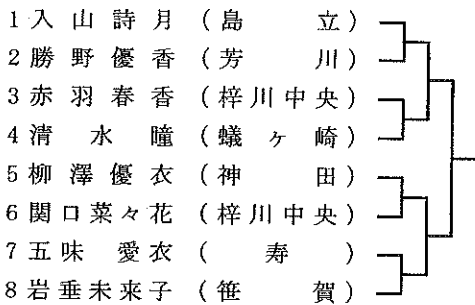 1 入山詩月 (島立)
2 勝野優香 (芳川)
3 赤羽春香 (梓川中央)
4 清水瞳 (蟻ヶ崎)
5 柳澤優衣 (神田)
6 関口菜々花 (梓川中央)
7 五味愛衣 (寿)
8 岩垂未来子 (笹賀)